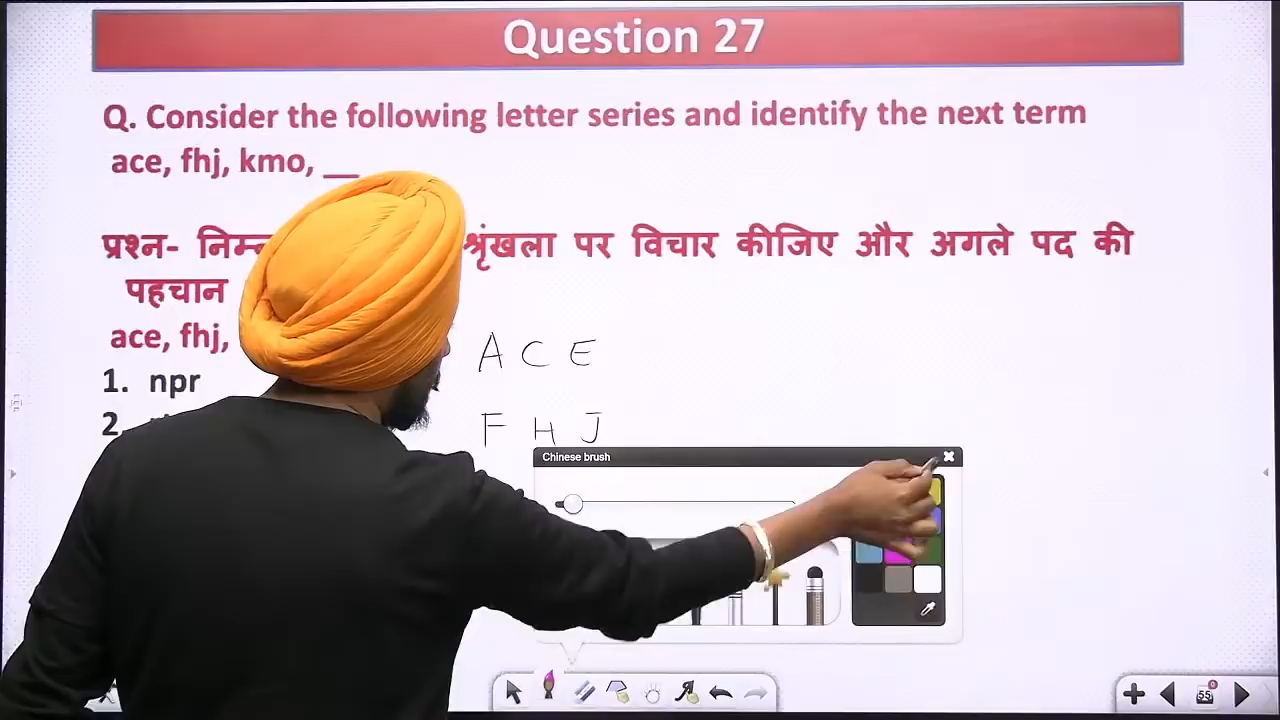 Question 27
Q. Consider the following letter series and identify the next term
ace, fhj, kmo, __
प्रश्न- श्रृंखला पर विचार कीजिए और अगले पद की
पहचान
ace, fhj,
A C E
1. npr
2.
F H J
Chinese brush
55